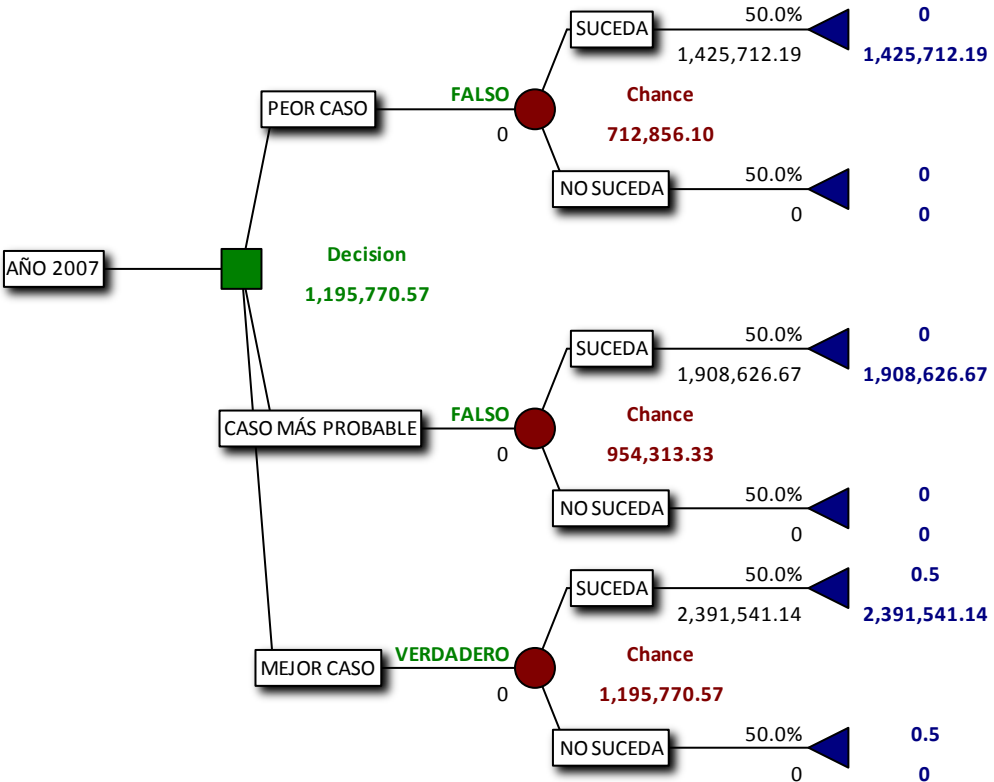 50.0% 0
SUCEDA
1,425,712.19 1,425,712.19
FALSO Chance
PEOR CASO
0 712,856.10
50.0% 0
NO SUCEDA
0 0
Decision
AÑO 2007
1,195,770.57
50.0% 0
SUCEDA
1,908,626.67 1,908,626.67
FALSO Chance
CASO MÁS PROBABLE
0 954,313.33
50.0% 0
NO SUCEDA
0 0
50.0% 0.5
SUCEDA
2,391,541.14 2,391,541.14
VERDADERO Chance
MEJOR CASO
0 1,195,770.57
50.0% 0.5
NO SUCEDA
0 0